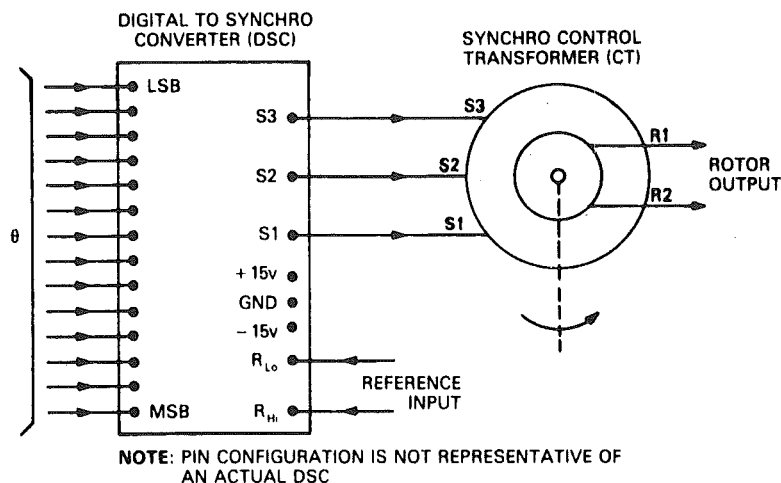 DIGITAL TO SYNCHRO
CONVERTER (DSC)
SYNCHRO CONTROL
TRANSFORMER (CT)
LSB
S3
S3
R1
S2
S2
ROTOR
OUTPUT
R2
θ
S1
S1
+ 15v
GND
- 15v
RLo
REFERENCE
INPUT
MSB
RHi
NOTE: PIN CONFIGURATION IS NOT REPRESENTATIVE OF
AN ACTUAL DSC